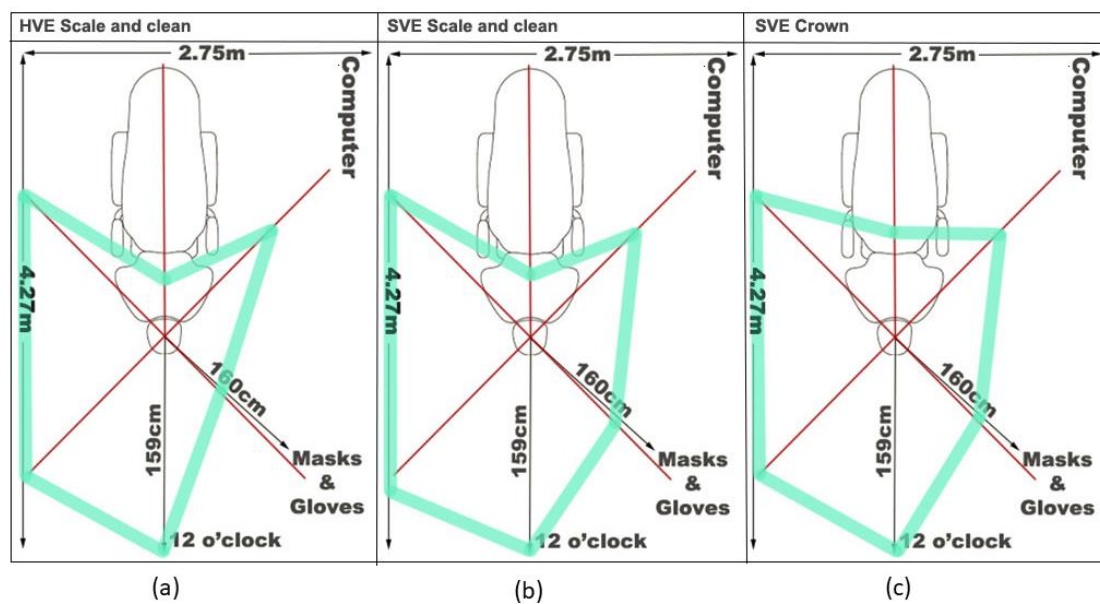 HVE Scale and clean
2.75m
Computer
4.27m
160cm
159cm
Masks
&
Gloves
12 o'clock
(a)
SVE Scale and clean
2.75m
Computer
4.27m
160cm
159cm
Masks
&
Gloves
12 o'clock
(b)
SVE Crown
2.75m
Computer
4.27m
160cm
159cm
Masks
&
Gloves
12 o'clock
(c)